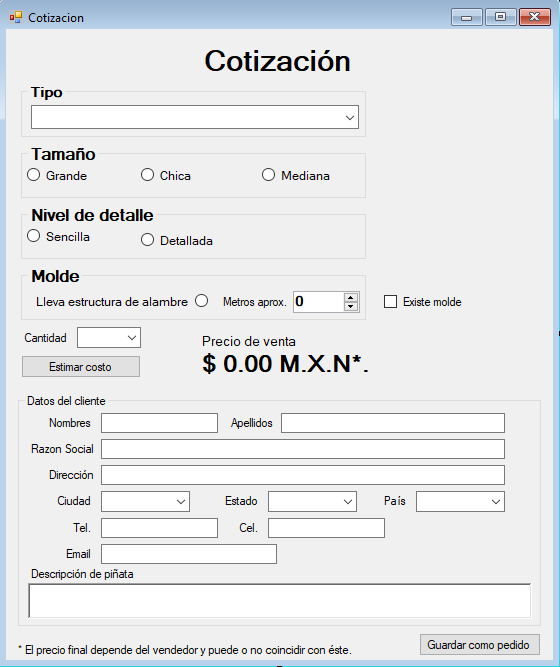 Cotizacion
Cotización
Tipo
Tamaño
Grande Chica Mediana
Nivel de detalle
Sencilla Detallada
Molde
Lleva estructura de alambre Metros aprox. 0 Existe molde
Cantidad
Precio de venta
$ 0.00 M.X.N*.
Estimar costo
Datos del cliente
Nombres Apellidos
Razon Social
Dirección
Ciudad Estado País
Tel. Cel.
Email
Descripción de piñata
* El precio final depende del vendedor y puede o no coincidir con éste.
Guardar como pedido